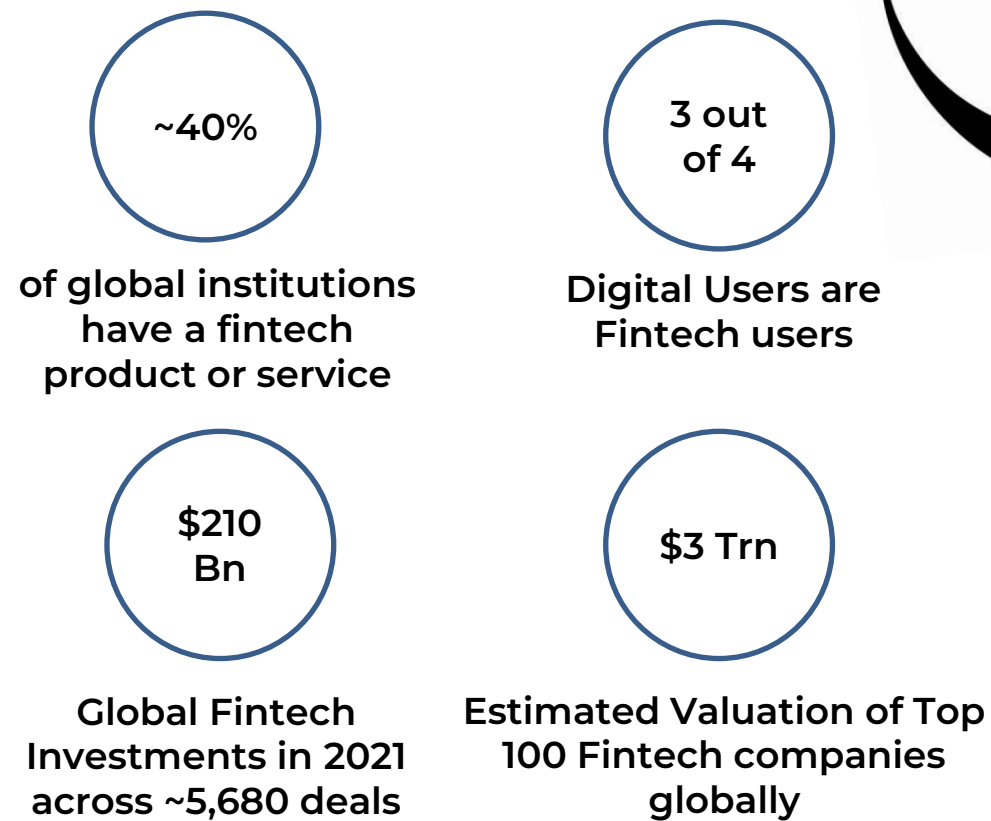 ~40%
of global institutions
have a fintech
product or service
3 out
of 4
Digital Users are
Fintech users
$210
Bn
Global Fintech
Investments in 2021
across ~5,680 deals
$3 Trn
Estimated Valuation of Top
100 Fintech companies
globally